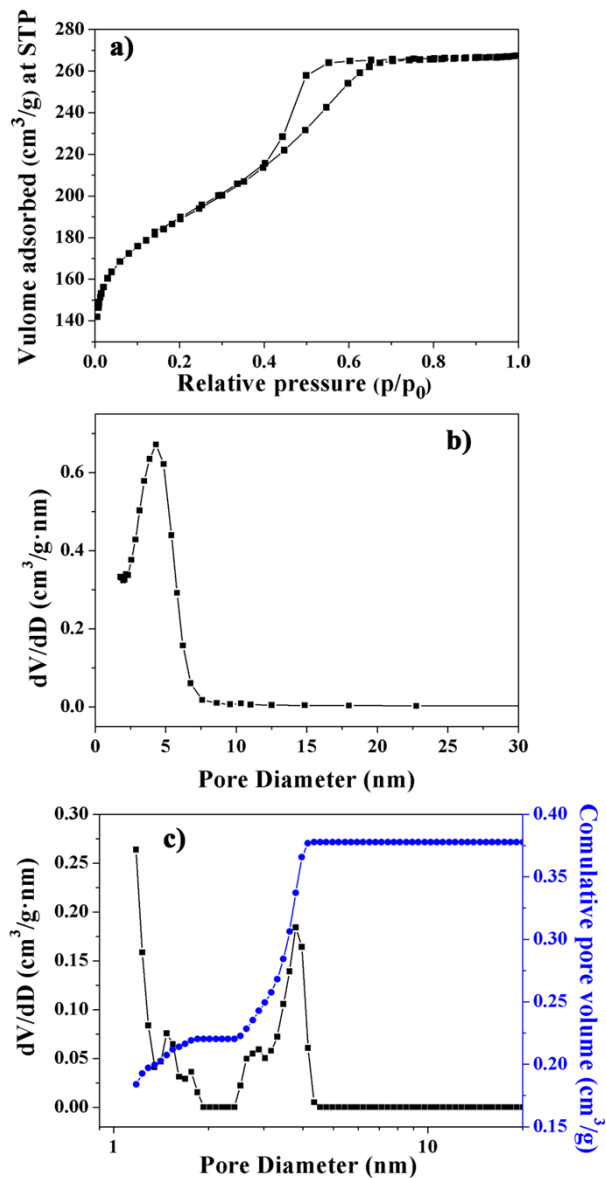 a)
Vulome adsorbed (cm³/g) at STP
280
260
240
220
200
180
160
140
0.0 0.2 0.4 0.6 0.8 1.0
Relative pressure (p/p₀)
b)
dV/dD (cm³/g·nm)
0.6
0.4
0.2
0.0
0 5 10 15 20 25 30
Pore Diameter (nm)
c)
dV/dD (cm³/g·nm)
0.30
0.25
0.20
0.15
0.10
0.05
0.00
1 10
Pore Diameter (nm)
0.40
0.35
0.30
0.25
0.20
0.15
Comulative pore volume (cm³/g)